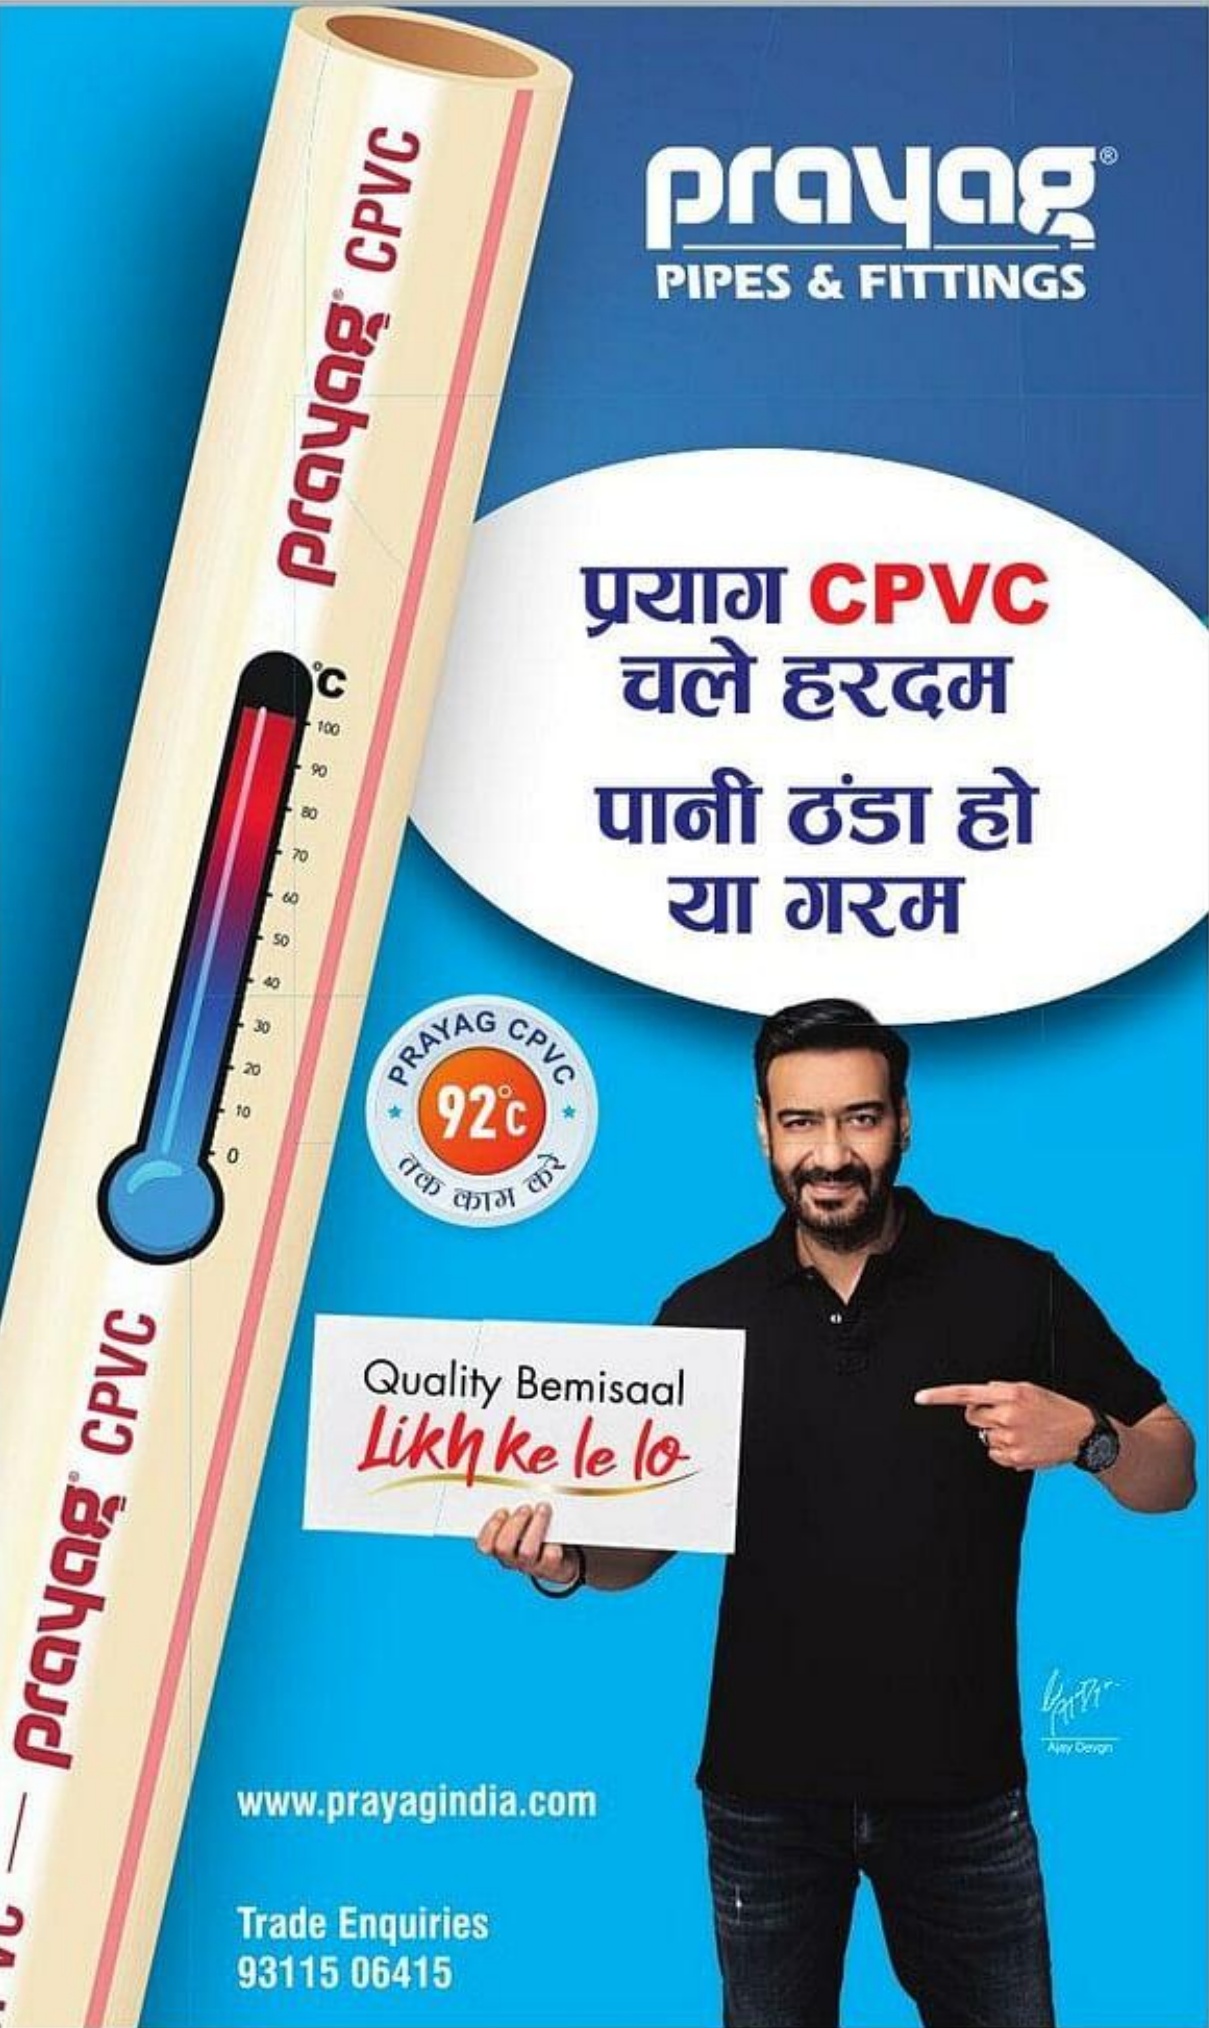 prayag®
PIPES & FITTINGS
prayag® CPVC
प्रयाग CPVC
चले हरदम
पानी ठंडा हो
या गरम
°C
100
90
80
70
60
50
40
30
20
10
0
PRAYAG CPVC
92°C
तक काम करे
Quality Bemisaal
Likh ke le lo
prayag® CPVC
VC
Ajay Devgn
www.prayagindia.com
Trade Enquiries
93115 06415